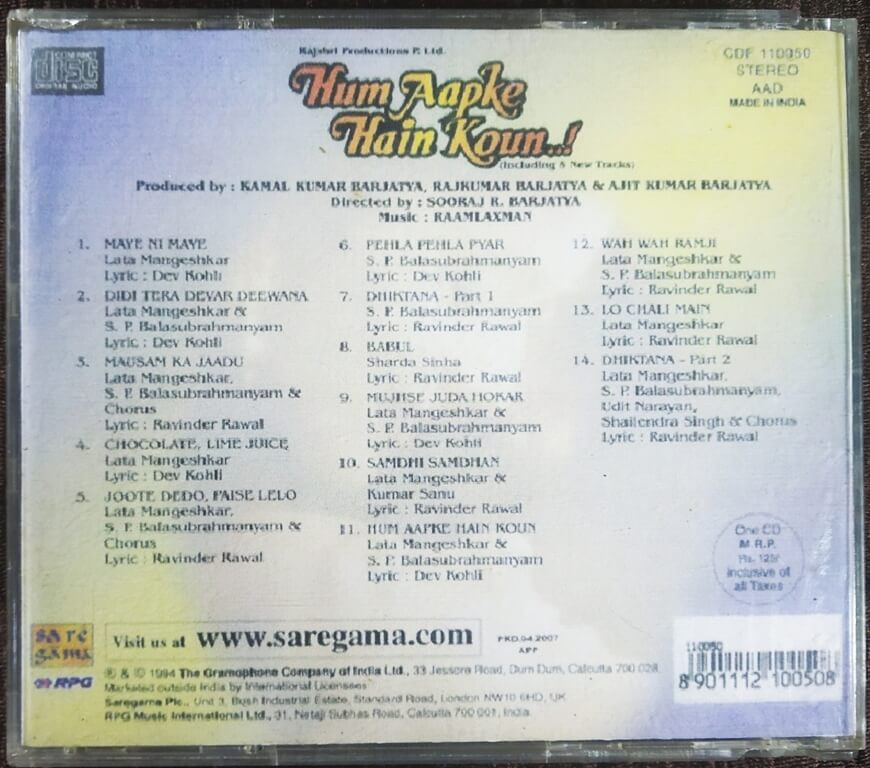 COMPACT
disc
DIGITAL AUDIO
Rajshri Productions P. Ltd.
Hum Aapke
Hain Koun..!
(Including 8 New Tracks)
CDF 110050
STEREO
AAD
MADE IN INDIA
Produced by : KAMAL KUMAR BARJATYA, RAJKUMAR BARJATYA & AJIT KUMAR BARJATYA
Directed by : SOORAJ R. BARJATYA
Music : RAAMLAXMAN
1. MAYE NI MAYE
Lata Mangeshkar
Lyric : Dev Kohli
2. DIDI TERA DEVAR DEEWANA
Lata Mangeshkar &
S. P. Balasubrahmanyam
Lyric : Dev Kohli
3. MAUSAM KA JAADU
Lata Mangeshkar,
S. P. Balasubrahmanyam &
Chorus
Lyric : Ravinder Rawal
4. CHOCOLATE, LIME JUICE
Lata Mangeshkar
Lyric : Dev Kohli
5. JOOTE DEDO, PAISE LELO
Lata Mangeshkar,
S. P. Balasubrahmanyam &
Chorus
Lyric : Ravinder Rawal
6. PEHLA PEHLA PYAR
S. P. Balasubrahmanyam
Lyric : Dev Kohli
7. DHIKTANA - Part 1
S. P. Balasubrahmanyam
Lyric : Ravinder Rawal
8. BABUL
Sharda Sinha
Lyric : Ravinder Rawal
9. MUJHSE JUDA HOKAR
Lata Mangeshkar &
S. P. Balasubrahmanyam
Lyric : Dev Kohli
10. SAMDHI SAMDHAN
Lata Mangeshkar &
Kumar Sanu
Lyric : Ravinder Rawal
11. HUM AAPKE HAIN KOUN
Lata Mangeshkar &
S. P. Balasubrahmanyam
Lyric : Dev Kohli
12. WAH WAH RAMJI
Lata Mangeshkar &
S. P. Balasubrahmanyam
Lyric : Ravinder Rawal
13. LO CHALI MAIN
Lata Mangeshkar
Lyric : Ravinder Rawal
14. DHIKTANA - Part 2
Lata Mangeshkar,
S. P. Balasubrahmanyam,
Udit Narayan,
Shailendra Singh & Chorus
Lyric : Ravinder Rawal
One CD
M.R.P.
Rs. 125/
inclusive of
all Taxes
sa re
gama
Visit us at www.saregama.com
PKD.04.2007
APP
RPG
℗ & © 1994 The Gramophone Company of India Ltd., 33 Jessore Road, Dum Dum, Calcutta 700 028.
Marketed outside India by International Licensees
Saregama Plc., Unit 3, Bush Industrial Estate, Standard Road, London NW10 6HD, UK
RPG Music International Ltd., 31, Netaji Subhas Road, Calcutta 700 001, India.
110050
8 901112 100508